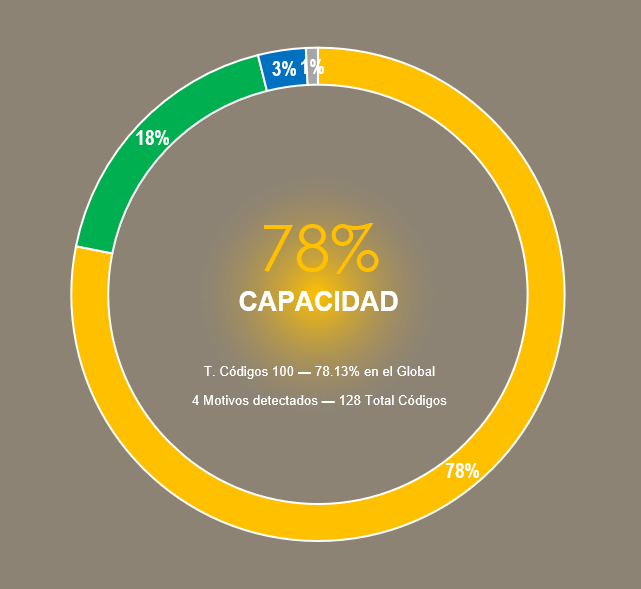 3% 1%
18%
78%
CAPACIDAD
T. Códigos 100 — 78.13% en el Global
4 Motivos detectados — 128 Total Códigos
78%